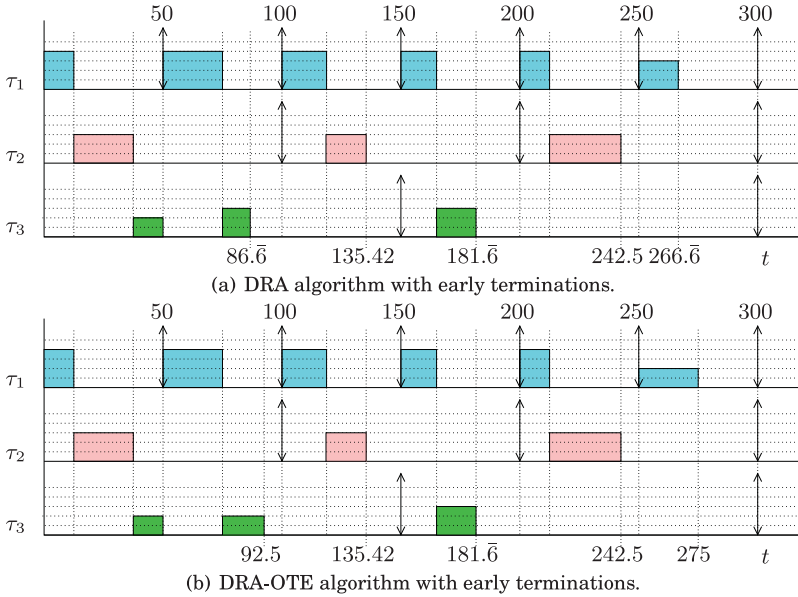 50 100 150 200 250 300
τ₁
τ₂
τ₃
86.6̄ 135.42 181.6̄ 242.5 266.6̄ t
(a) DRA algorithm with early terminations.
50 100 150 200 250 300
τ₁
τ₂
τ₃
92.5 135.42 181.6̄ 242.5 275 t
(b) DRA-OTE algorithm with early terminations.